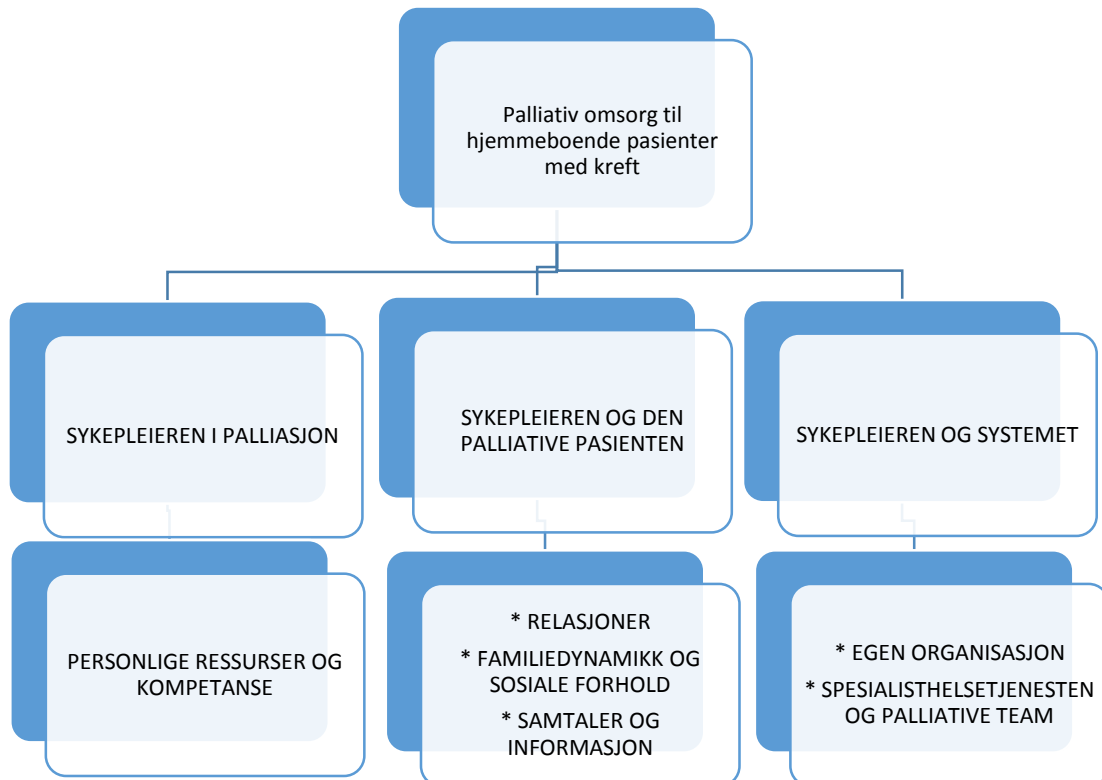 Palliativ omsorg til
hjemmeboende pasienter
med kreft
SYKEPLEIEREN I PALLIASJON
SYKEPLEIEREN OG DEN
PALLIATIVE PASIENTEN
SYKEPLEIEREN OG SYSTEMET
PERSONLIGE RESSURSER OG
KOMPETANSE
* RELASJONER
* FAMILIEDYNAMIKK OG
SOSIALE FORHOLD
* SAMTALER OG
INFORMASJON
* EGEN ORGANISASJON
* SPESIALISTHELSETJENESTEN
OG PALLIATIVE TEAM